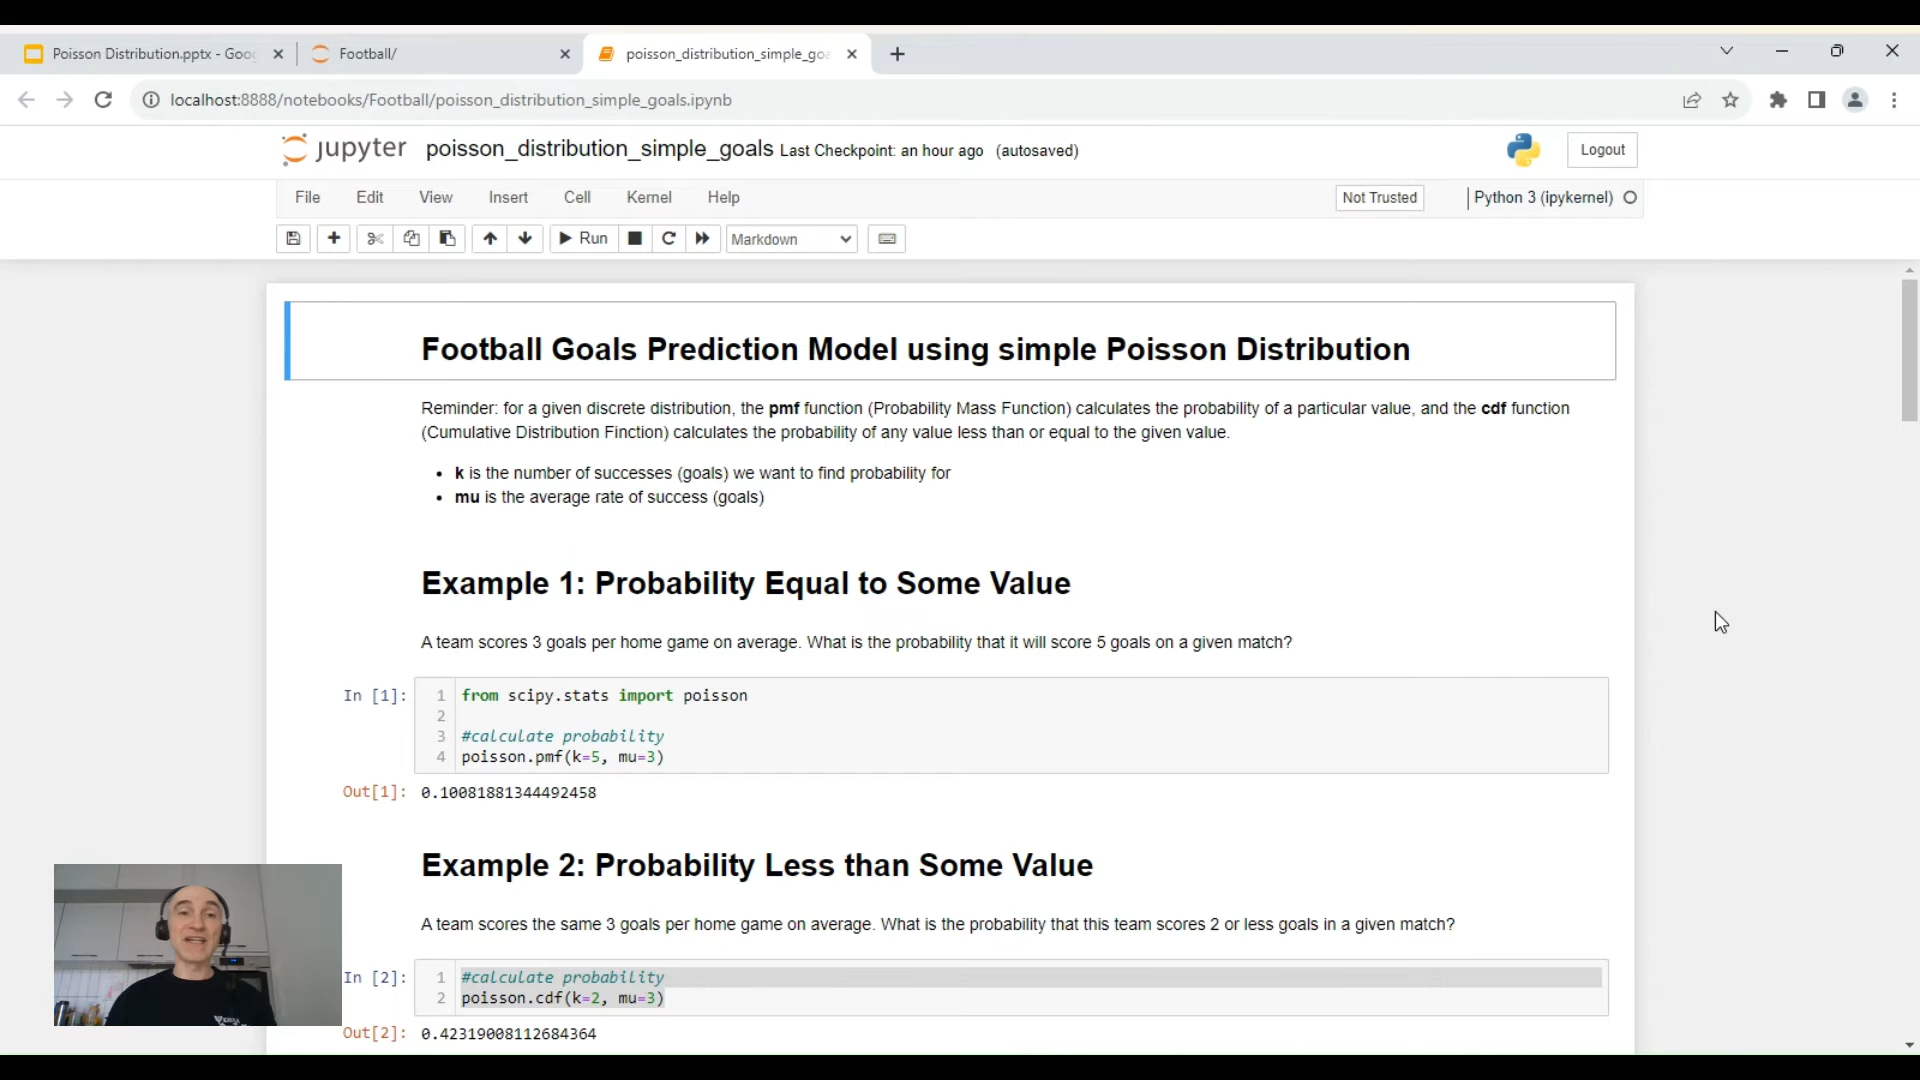 Poisson Distribution.pptx - Goog
Football/
poisson_distribution_simple_goa
localhost:8888/notebooks/Football/poisson_distribution_simple_goals.ipynb
jupyter poisson_distribution_simple_goals Last Checkpoint: an hour ago (autosaved)
Logout
File Edit View Insert Cell Kernel Help
Not Trusted
Python 3 (ipykernel)
Run
Markdown
Football Goals Prediction Model using simple Poisson Distribution
Reminder: for a given discrete distribution, the pmf function (Probability Mass Function) calculates the probability of a particular value, and the cdf function
(Cumulative Distribution Finction) calculates the probability of any value less than or equal to the given value.
• k is the number of successes (goals) we want to find probability for
• mu is the average rate of success (goals)
Example 1: Probability Equal to Some Value
A team scores 3 goals per home game on average. What is the probability that it will score 5 goals on a given match?
In [1]:
1 from scipy.stats import poisson
2
3 #calculate probability
4 poisson.pmf(k=5, mu=3)
Out[1]: 0.10081881344492458
Example 2: Probability Less than Some Value
A team scores the same 3 goals per home game on average. What is the probability that this team scores 2 or less goals in a given match?
In [2]:
1 #calculate probability
2 poisson.cdf(k=2, mu=3)
Out[2]: 0.42319008112684364